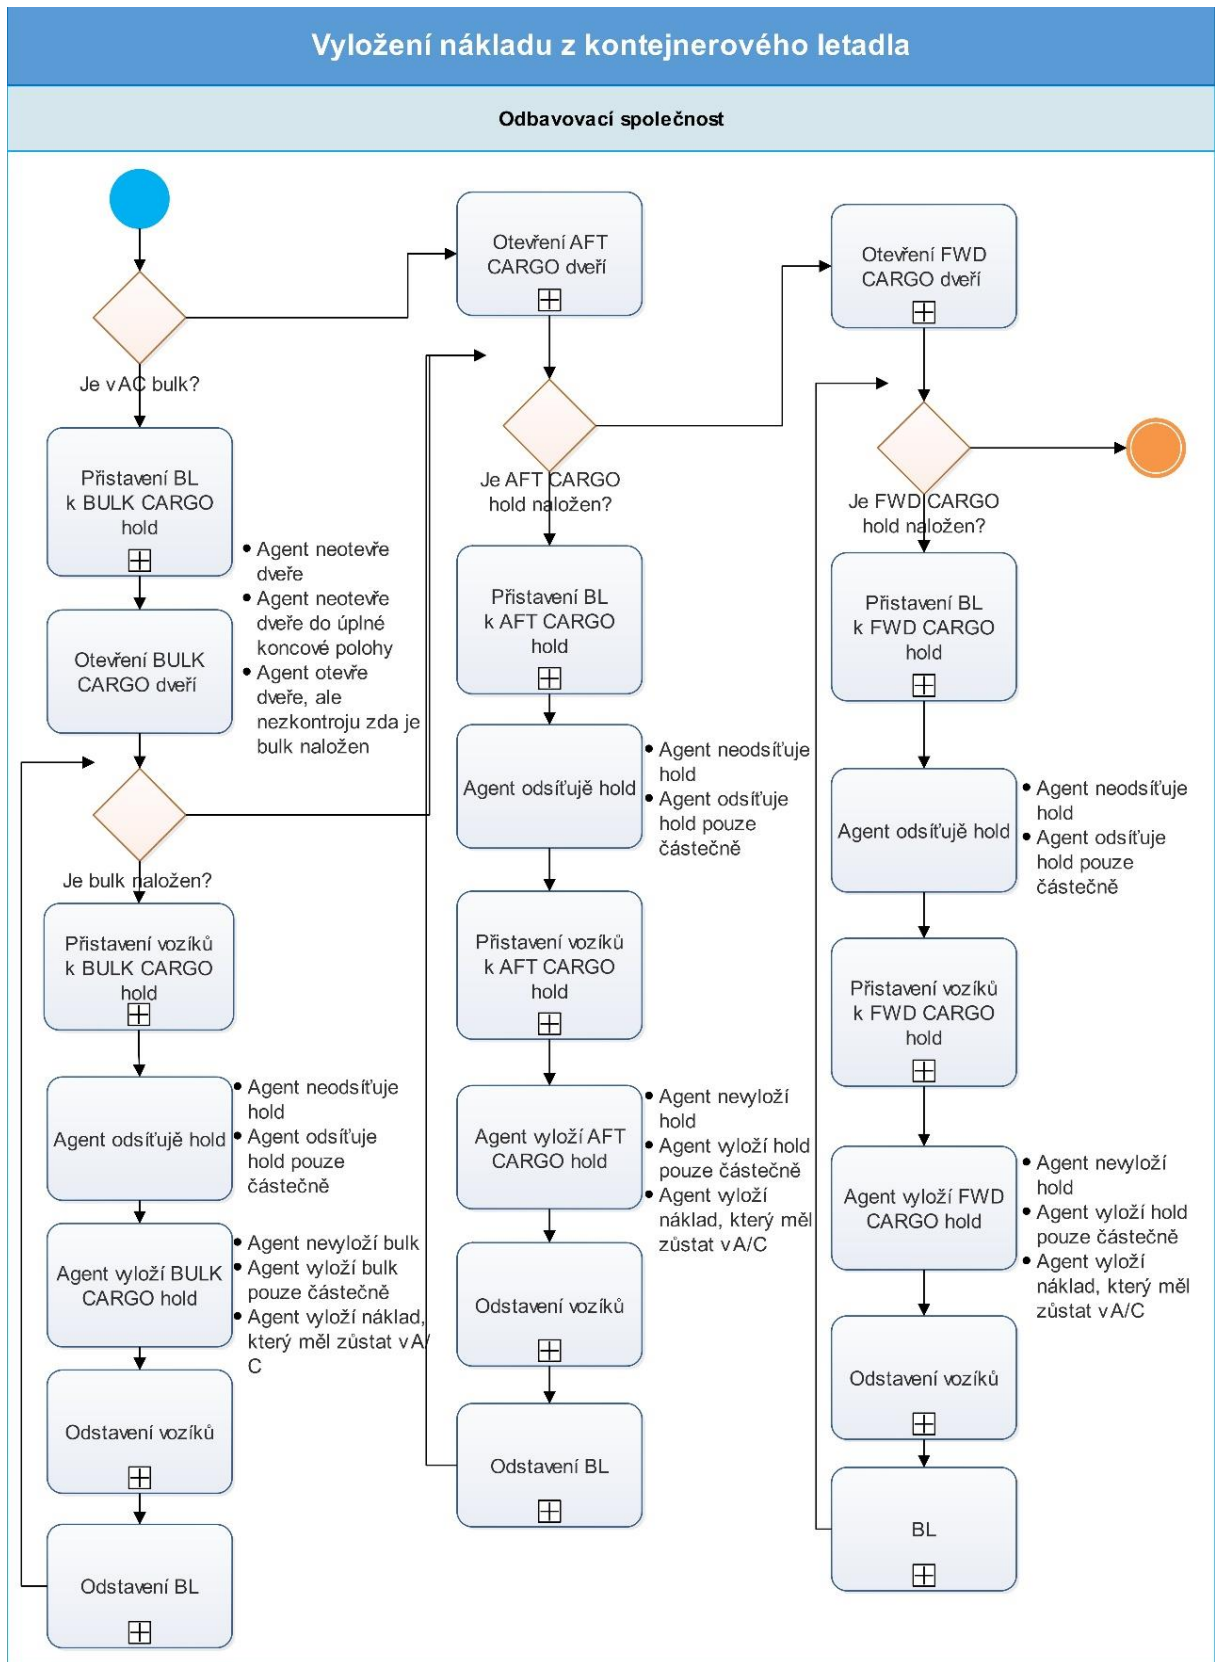 Vyložení nákladu z kontejnerového letadla
Odbavovací společnost
Je v AC bulk?
Přistavení BL
k BULK CARGO
hold
Otevření BULK
CARGO dveří
• Agent neotevře
dveře
• Agent neotevře
dveře do úplné
koncové polohy
• Agent otevře
dveře, ale
nezkontroju zda je
bulk naložen
Je bulk naložen?
Přistavení vozíků
k BULK CARGO
hold
Agent odsíťujě hold
• Agent neodsíťuje
hold
• Agent odsíťuje
hold pouze
částečně
Agent vyloží BULK
CARGO hold
• Agent nevyloží bulk
• Agent vyloží bulk
pouze částečně
• Agent vyloží náklad,
který měl zůstat v A/
C
Odstavení vozíků
Odstavení BL
Otevření AFT
CARGO dveří
Je AFT CARGO
hold naložen?
Přistavení BL
k AFT CARGO
hold
Agent odsíťujě hold
• Agent neodsíťuje
hold
• Agent odsíťuje
hold pouze
částečně
Přistavení vozíků
k AFT CARGO
hold
Agent vyloží AFT
CARGO hold
• Agent nevyloží
hold
• Agent vyloží hold
pouze částečně
• Agent vyloží
náklad, který měl
zůstat v A/C
Odstavení vozíků
Odstavení BL
Otevření FWD
CARGO dveří
Je FWD CARGO
hold naložen?
Přistavení BL
k FWD CARGO
hold
Agent odsíťujě hold
• Agent neodsíťuje
hold
• Agent odsíťuje
hold pouze
částečně
Přistavení vozíků
k FWD CARGO
hold
Agent vyloží FWD
CARGO hold
• Agent nevyloží
hold
• Agent vyloží hold
pouze částečně
• Agent vyloží
náklad, který měl
zůstat v A/C
Odstavení vozíků
BL